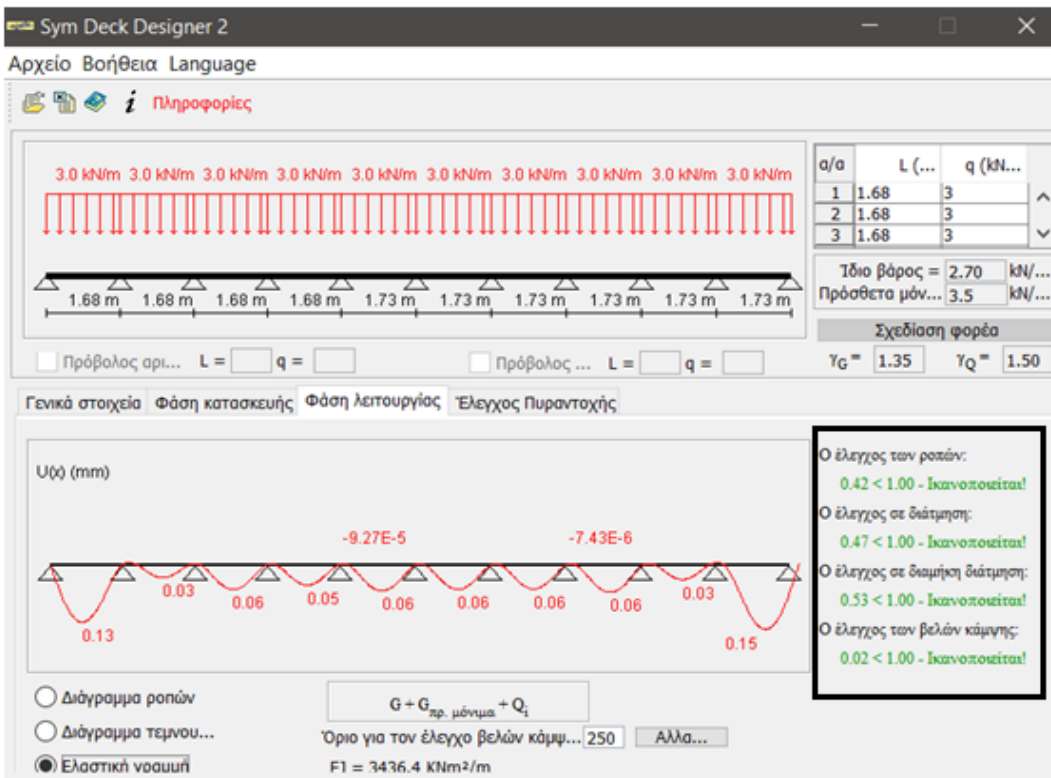 Sym Deck Designer 2
Αρχείο Βοήθεια Language
i Πληροφορίες
3.0 kN/m 3.0 kN/m 3.0 kN/m 3.0 kN/m 3.0 kN/m 3.0 kN/m 3.0 kN/m 3.0 kN/m 3.0 kN/m 3.0 kN/m
1.68 m 1.68 m 1.68 m 1.68 m 1.73 m 1.73 m 1.73 m 1.73 m 1.73 m 1.73 m
α/α L (... q (kN...
1 1.68 3
2 1.68 3
3 1.68 3
Ίδιο βάρος = 2.70 kN/...
Πρόσθετα μόν... 3.5 kN/...
Σχεδίαση φορέα
γG = 1.35 γQ = 1.50
Πρόβολος αρι... L = q =
Πρόβολος ... L = q =
Γενικά στοιχεία Φάση κατασκευής Φάση λειτουργίας Έλεγχος Πυραντοχής
U(x) (mm)
-9.27E-5 -7.43E-6
0.13 0.03 0.06 0.05 0.06 0.06 0.06 0.06 0.03 0.15
Ο έλεγχος των ροπών:
0.42 < 1.00 - Ικανοποιείται!
Ο έλεγχος σε διάτμηση:
0.47 < 1.00 - Ικανοποιείται!
Ο έλεγχος σε διαμήκη διάτμηση:
0.53 < 1.00 - Ικανοποιείται!
Ο έλεγχος των βελών κάμψης:
0.02 < 1.00 - Ικανοποιείται!
Διάγραμμα ροπών
Διάγραμμα τεμνου...
Ελαστική γραμμή
G + Gπρ. μόνιμα + Qi
Όριο για τον έλεγχο βελών κάμψ... 250 Αλλα...
EI = 3436.4 KNm²/m